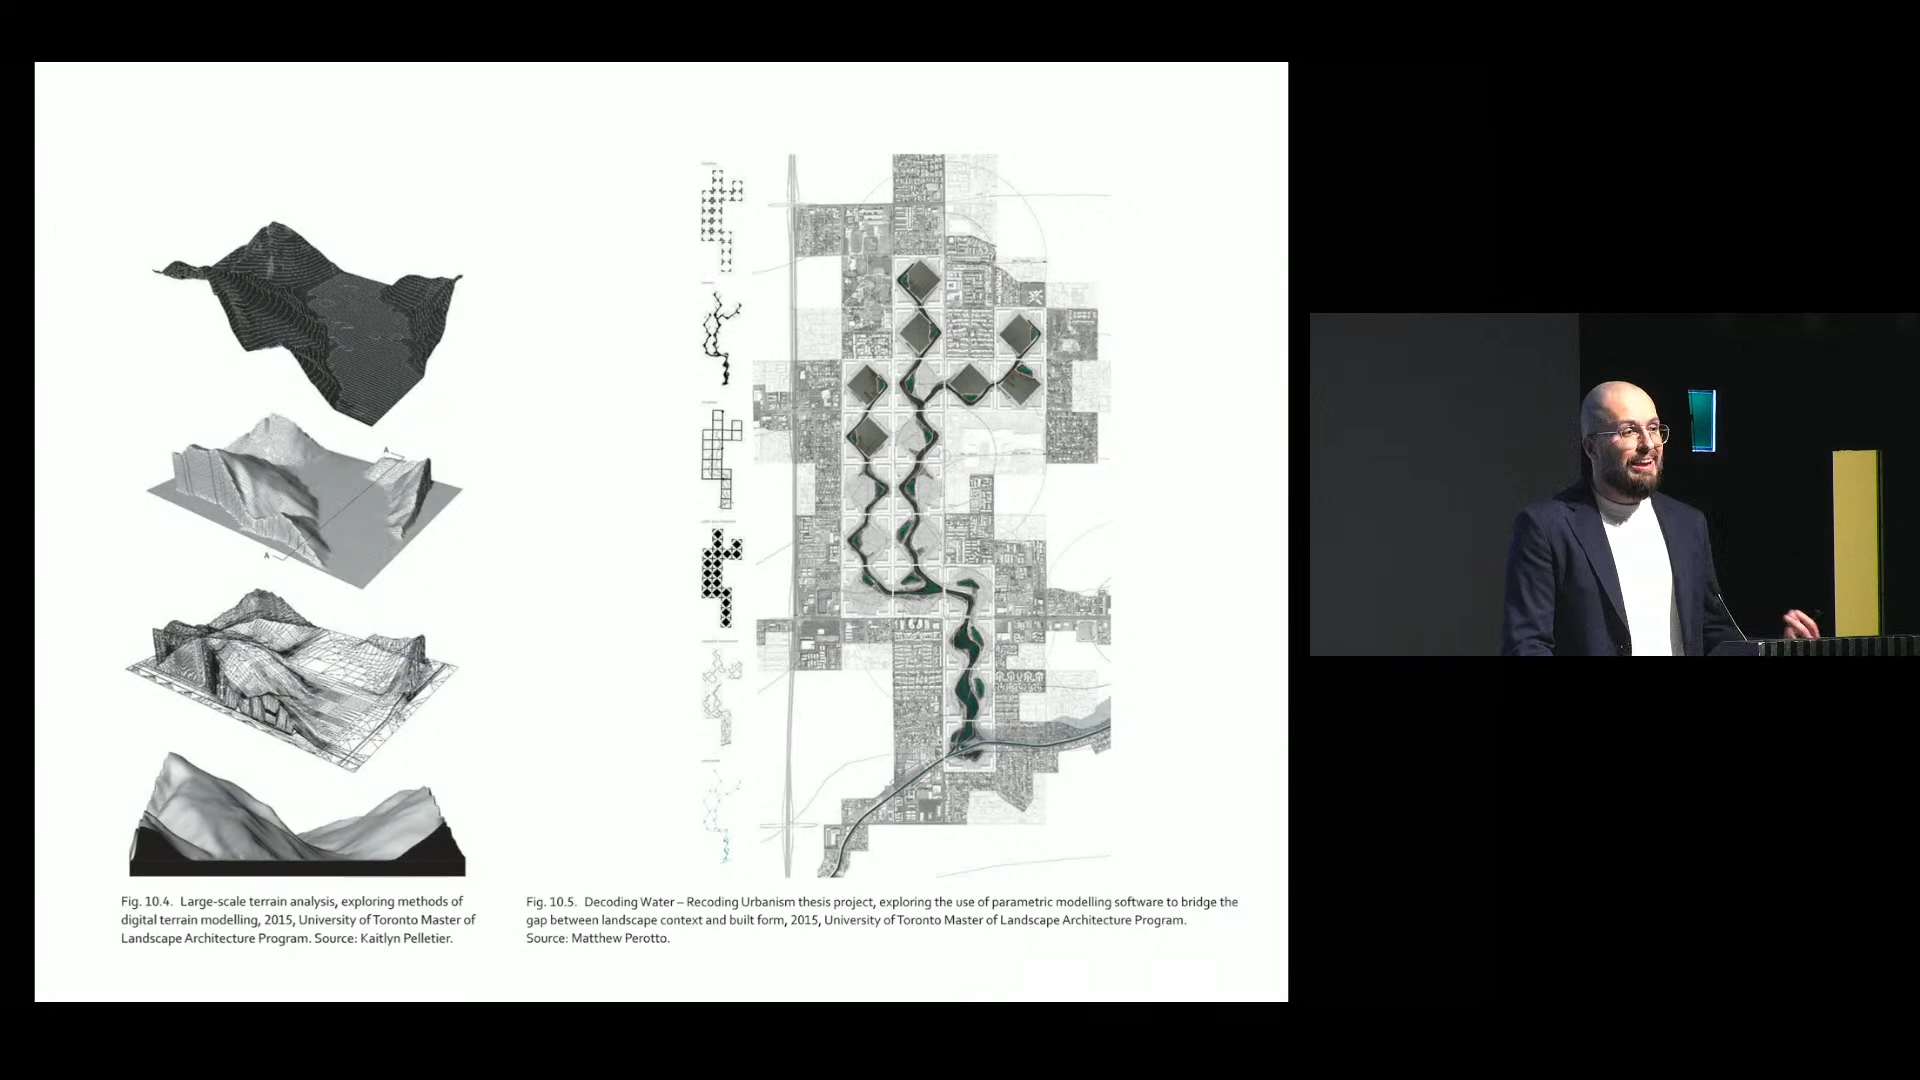 A
A
Fig. 10.4. Large-scale terrain analysis, exploring methods of
digital terrain modelling, 2015, University of Toronto Master of
Landscape Architecture Program. Source: Kaitlyn Pelletier.
Fig. 10.5. Decoding Water – Recoding Urbanism thesis project, exploring the use of parametric modelling software to bridge the
gap between landscape context and built form, 2015, University of Toronto Master of Landscape Architecture Program.
Source: Matthew Perotto.